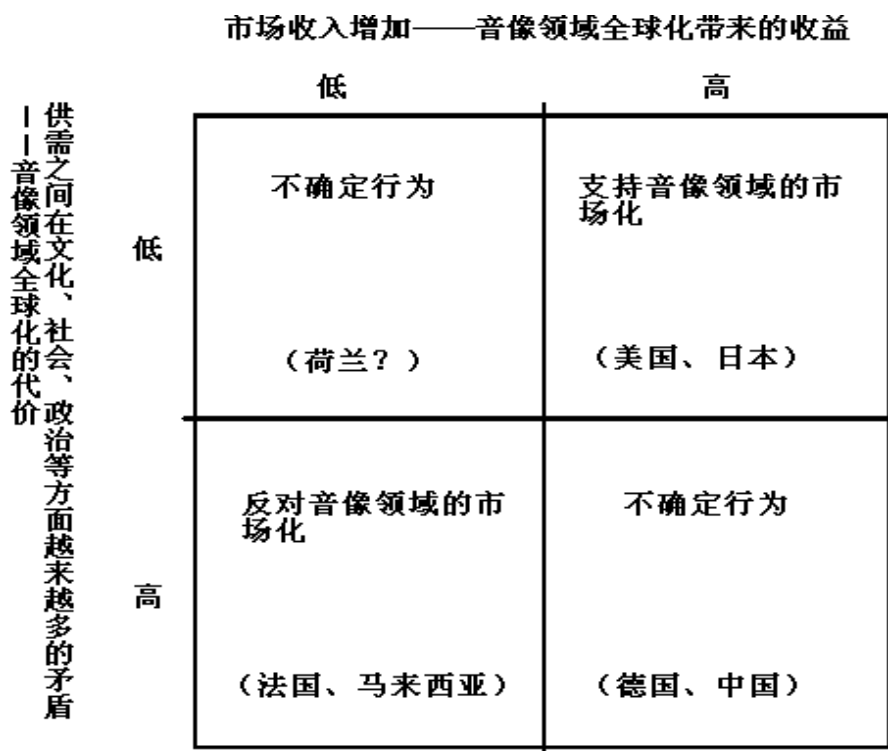 市场收入增加——音像领域全球化带来的收益
低
高
供需之间在文化、社会、政治等方面越来越多的矛盾
——音像领域全球化的代价
低
不确定行为
（荷兰？）
支持音像领域的市
场化
（美国、日本）
高
反对音像领域的市
场化
（法国、马来西亚）
不确定行为
（德国、中国）